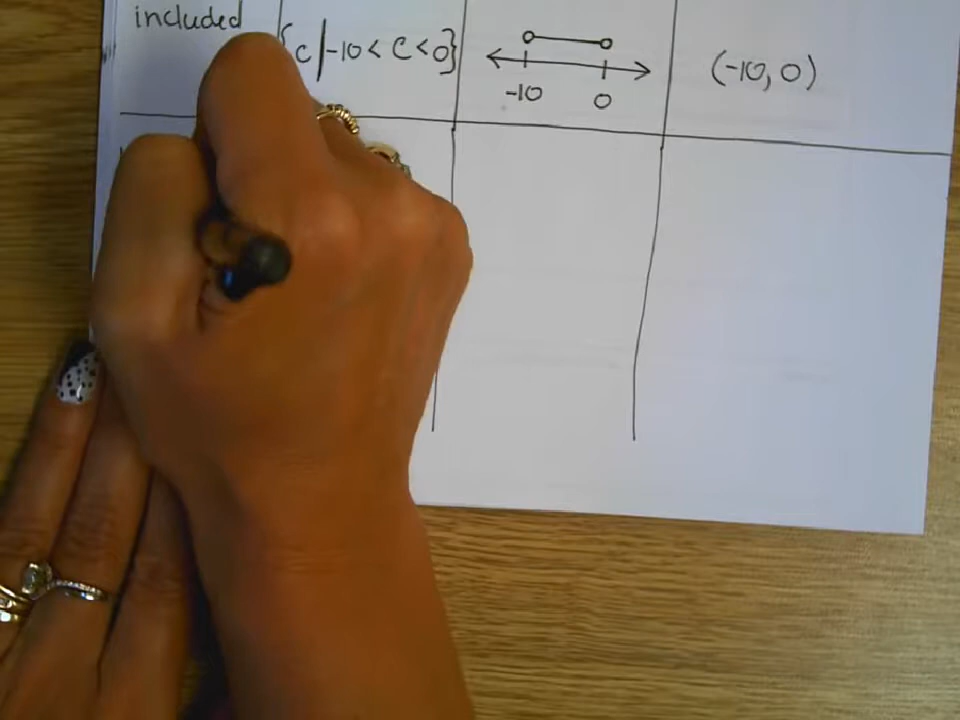 included
{c|-10 < c < 0}
-10 0
(-10, 0)